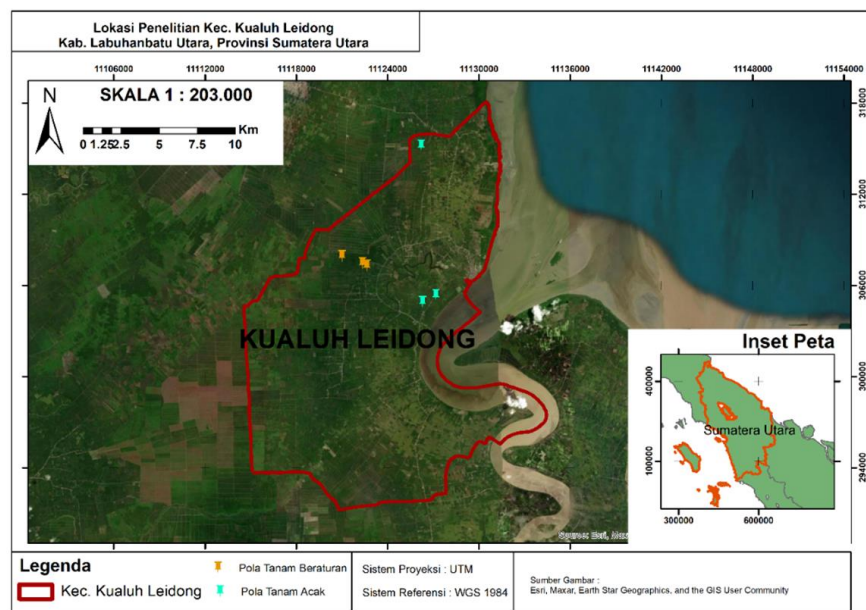 Lokasi Penelitian Kec. Kualuh Leidong
Kab. Labuhanbatu Utara, Provinsi Sumatera Utara
11106000 11112000 11118000 11124000 11130000 11136000 11142000 11148000 11154000
N
SKALA 1 : 203.000
Km
0 1.252.5 5 7.5 10
318000
312000
306000
300000
294000
KUALUH LEIDONG
Inset Peta
400000
100000
Sumatera Utara
300000 600000
Legenda
Kec. Kualuh Leidong
Pola Tanam Beraturan
Pola Tanam Acak
Sistem Proyeksi : UTM
Sistem Referensi : WGS 1984
Sumber Gambar :
Esri, Maxar, Earth Star Geographics, and the GIS User Community